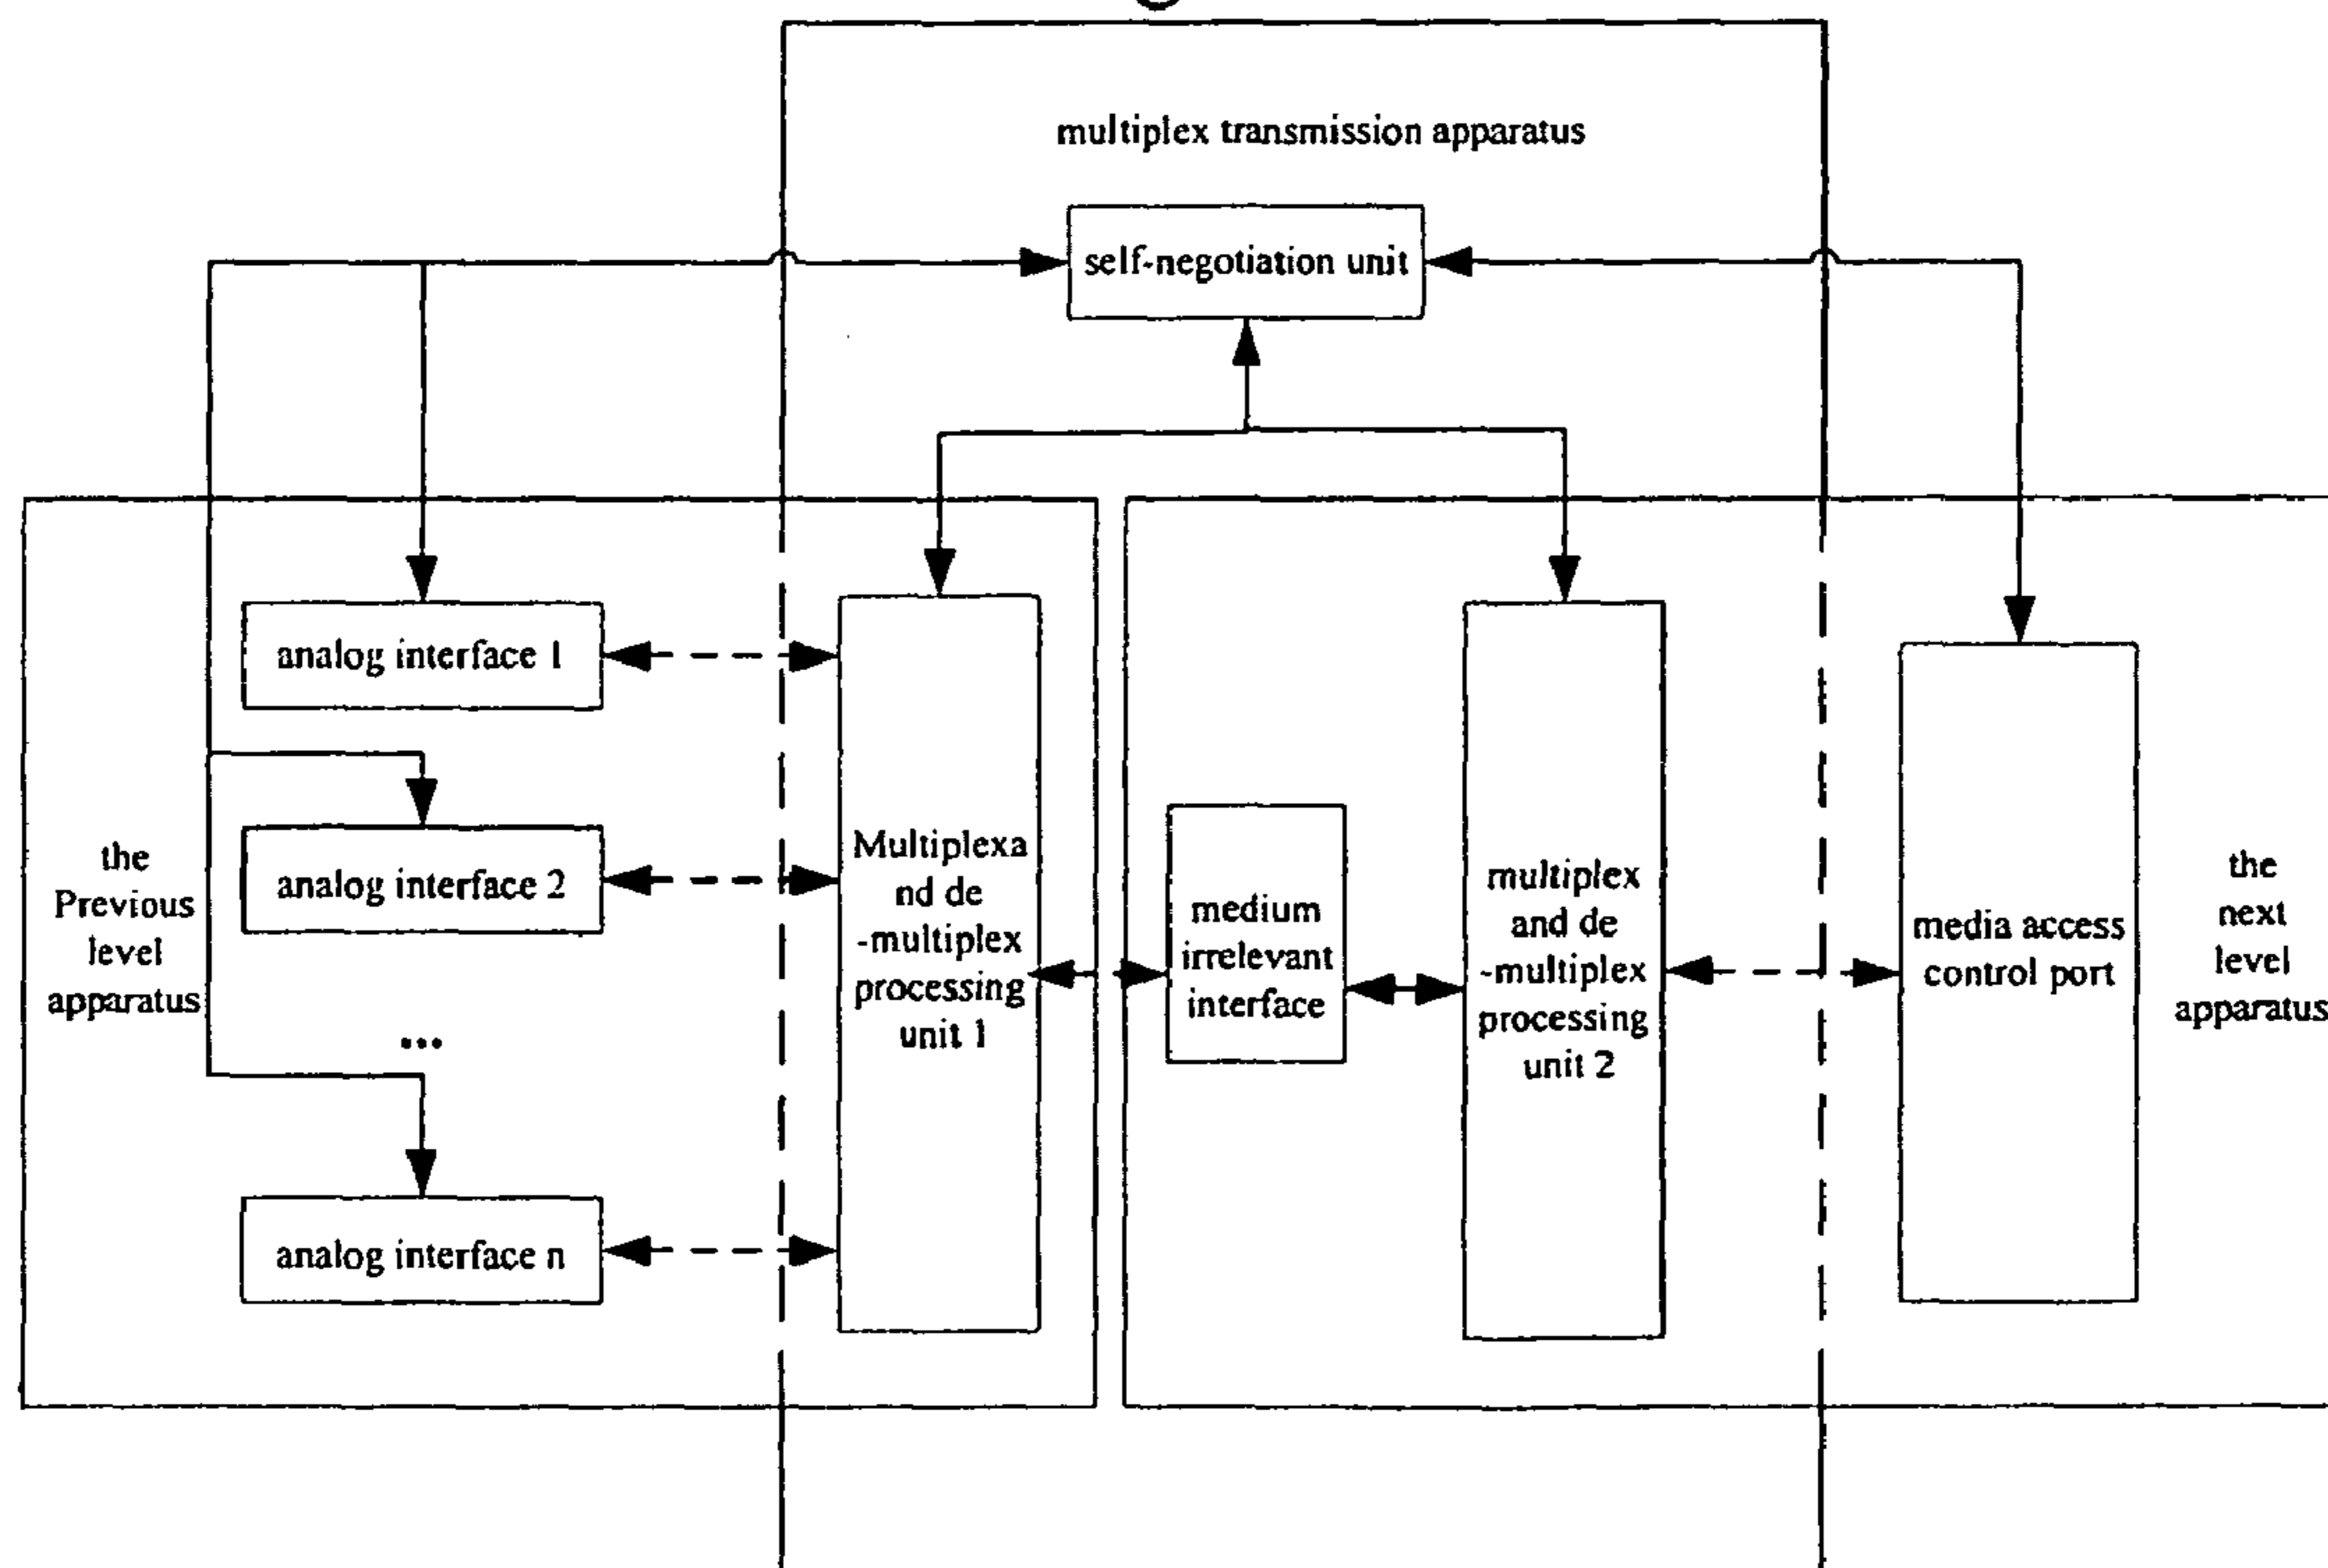 multiplex transmission apparatus
self-negotiation unit
analog interface 1
analog interface 2
...
analog interface n
the
Previous
level
apparatus
Multiplexa
nd de
-multiplex
processing
unit 1
medium
irrelevant
interface
multiplex
and de
-multiplex
processing
unit 2
media access
control port
the
next
level
apparatus